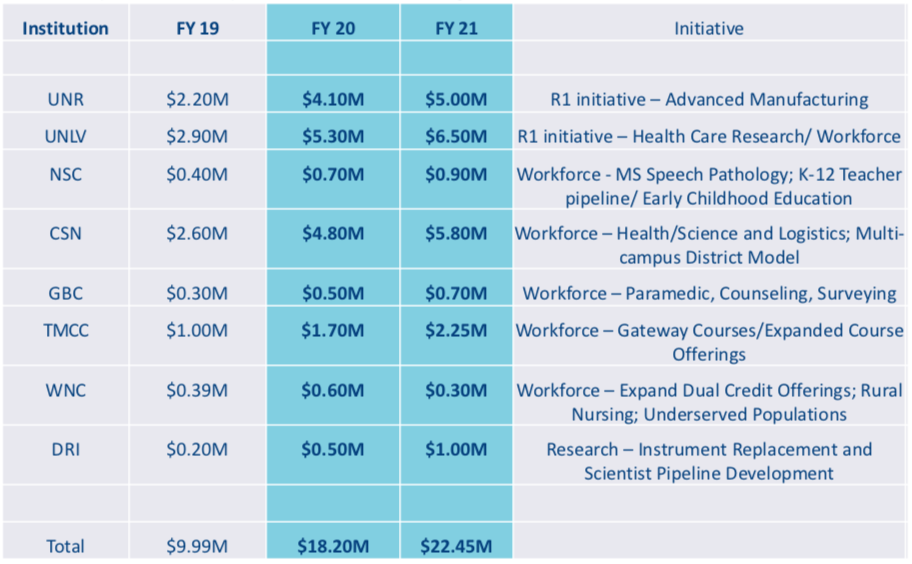 Institution FY 19 FY 20 FY 21 Initiative
UNR $2.20M $4.10M $5.00M R1 initiative – Advanced Manufacturing
UNLV $2.90M $5.30M $6.50M R1 initiative – Health Care Research/ Workforce
NSC $0.40M $0.70M $0.90M Workforce - MS Speech Pathology; K-12 Teacher
pipeline/ Early Childhood Education
CSN $2.60M $4.80M $5.80M Workforce – Health/Science and Logistics; Multi-
campus District Model
GBC $0.30M $0.50M $0.70M Workforce – Paramedic, Counseling, Surveying
TMCC $1.00M $1.70M $2.25M Workforce – Gateway Courses/Expanded Course
Offerings
WNC $0.39M $0.60M $0.30M Workforce – Expand Dual Credit Offerings; Rural
Nursing; Underserved Populations
DRI $0.20M $0.50M $1.00M Research – Instrument Replacement and
Scientist Pipeline Development
Total $9.99M $18.20M $22.45M